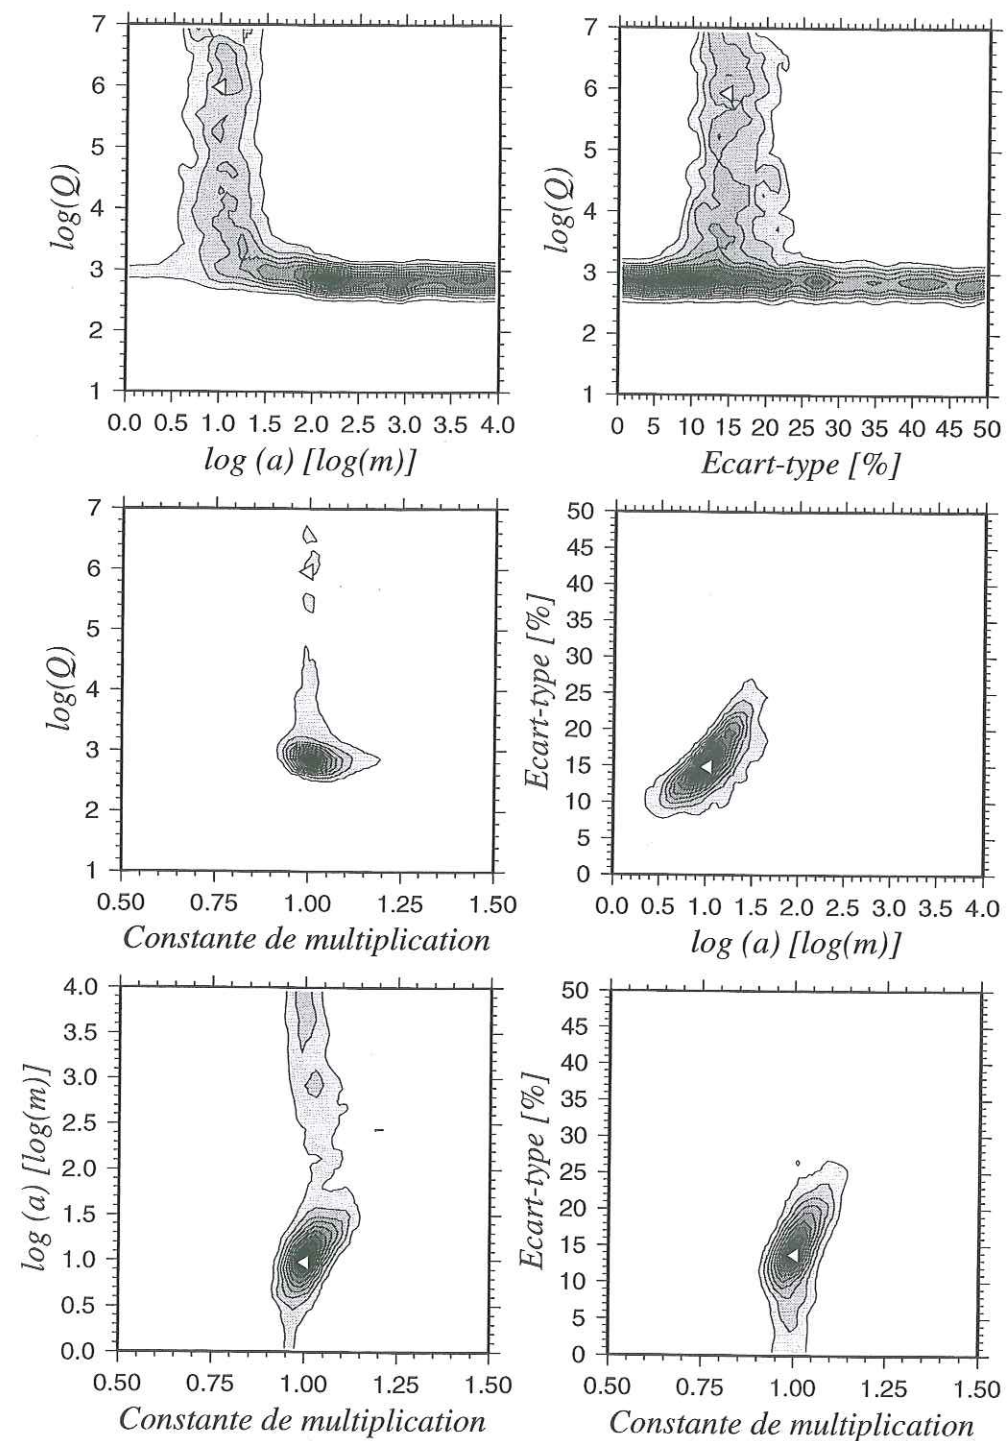 7
6
5
4
3
2
1
log(Q)
0.0 0.5 1.0 1.5 2.0 2.5 3.0 3.5 4.0
log (a) [log(m)]
7
6
5
4
3
2
1
log(Q)
0 5 10 15 20 25 30 35 40 45 50
Ecart-type [%]
7
6
5
4
3
2
1
log(Q)
0.50 0.75 1.00 1.25 1.50
Constante de multiplication
50
45
40
35
30
25
20
15
10
5
0
Ecart-type [%]
0.0 0.5 1.0 1.5 2.0 2.5 3.0 3.5 4.0
log (a) [log(m)]
4.0
3.5
3.0
2.5
2.0
1.5
1.0
0.5
0.0
log (a) [log(m)]
0.50 0.75 1.00 1.25 1.50
Constante de multiplication
50
45
40
35
30
25
20
15
10
5
0
Ecart-type [%]
0.50 0.75 1.00 1.25 1.50
Constante de multiplication